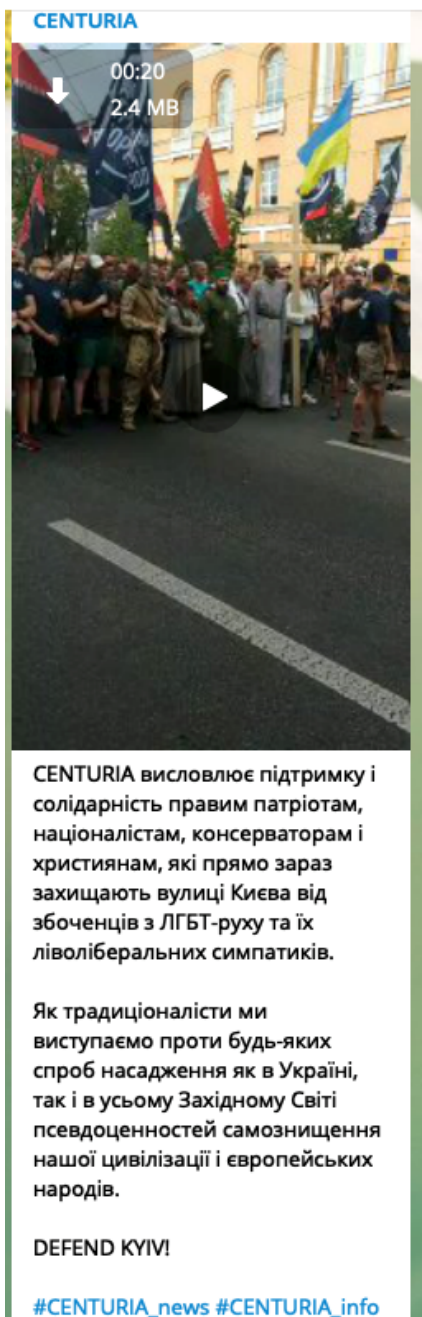 CENTURIA
00:20
2.4 MB
CENTURIA висловлює підтримку і
солідарність правим патріотам,
націоналістам, консерваторам і
християнам, які прямо зараз
захищають вулиці Києва від
збоченців з ЛГБТ-руху та їх
ліволіберальних симпатиків.
Як традиціоналісти ми
виступаємо проти будь-яких
спроб насадження як в Україні,
так і в усьому Західному Світі
псевдоценностей самознищення
нашої цивілізації і європейських
народів.
DEFEND KYIV!
#CENTURIA_news #CENTURIA_info